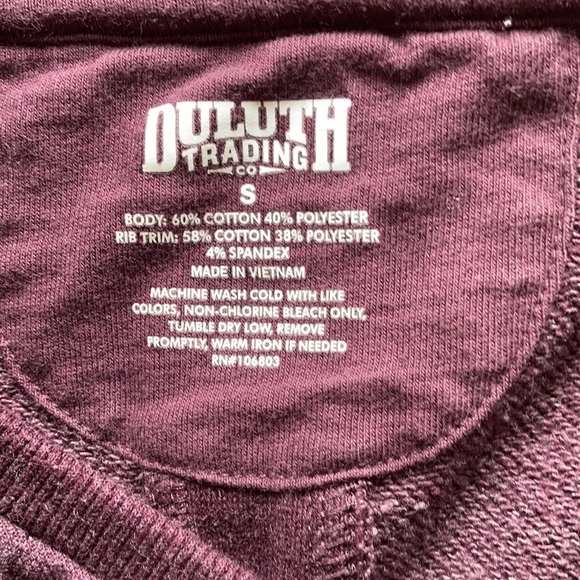 DULUTH
TRADING
CO
S
BODY: 60% COTTON 40% POLYESTER
RIB TRIM: 58% COTTON 38% POLYESTER
4% SPANDEX
MADE IN VIETNAM
MACHINE WASH COLD WITH LIKE
COLORS, NON-CHLORINE BLEACH ONLY,
TUMBLE DRY LOW, REMOVE
PROMPTLY, WARM IRON IF NEEDED
RN#106803